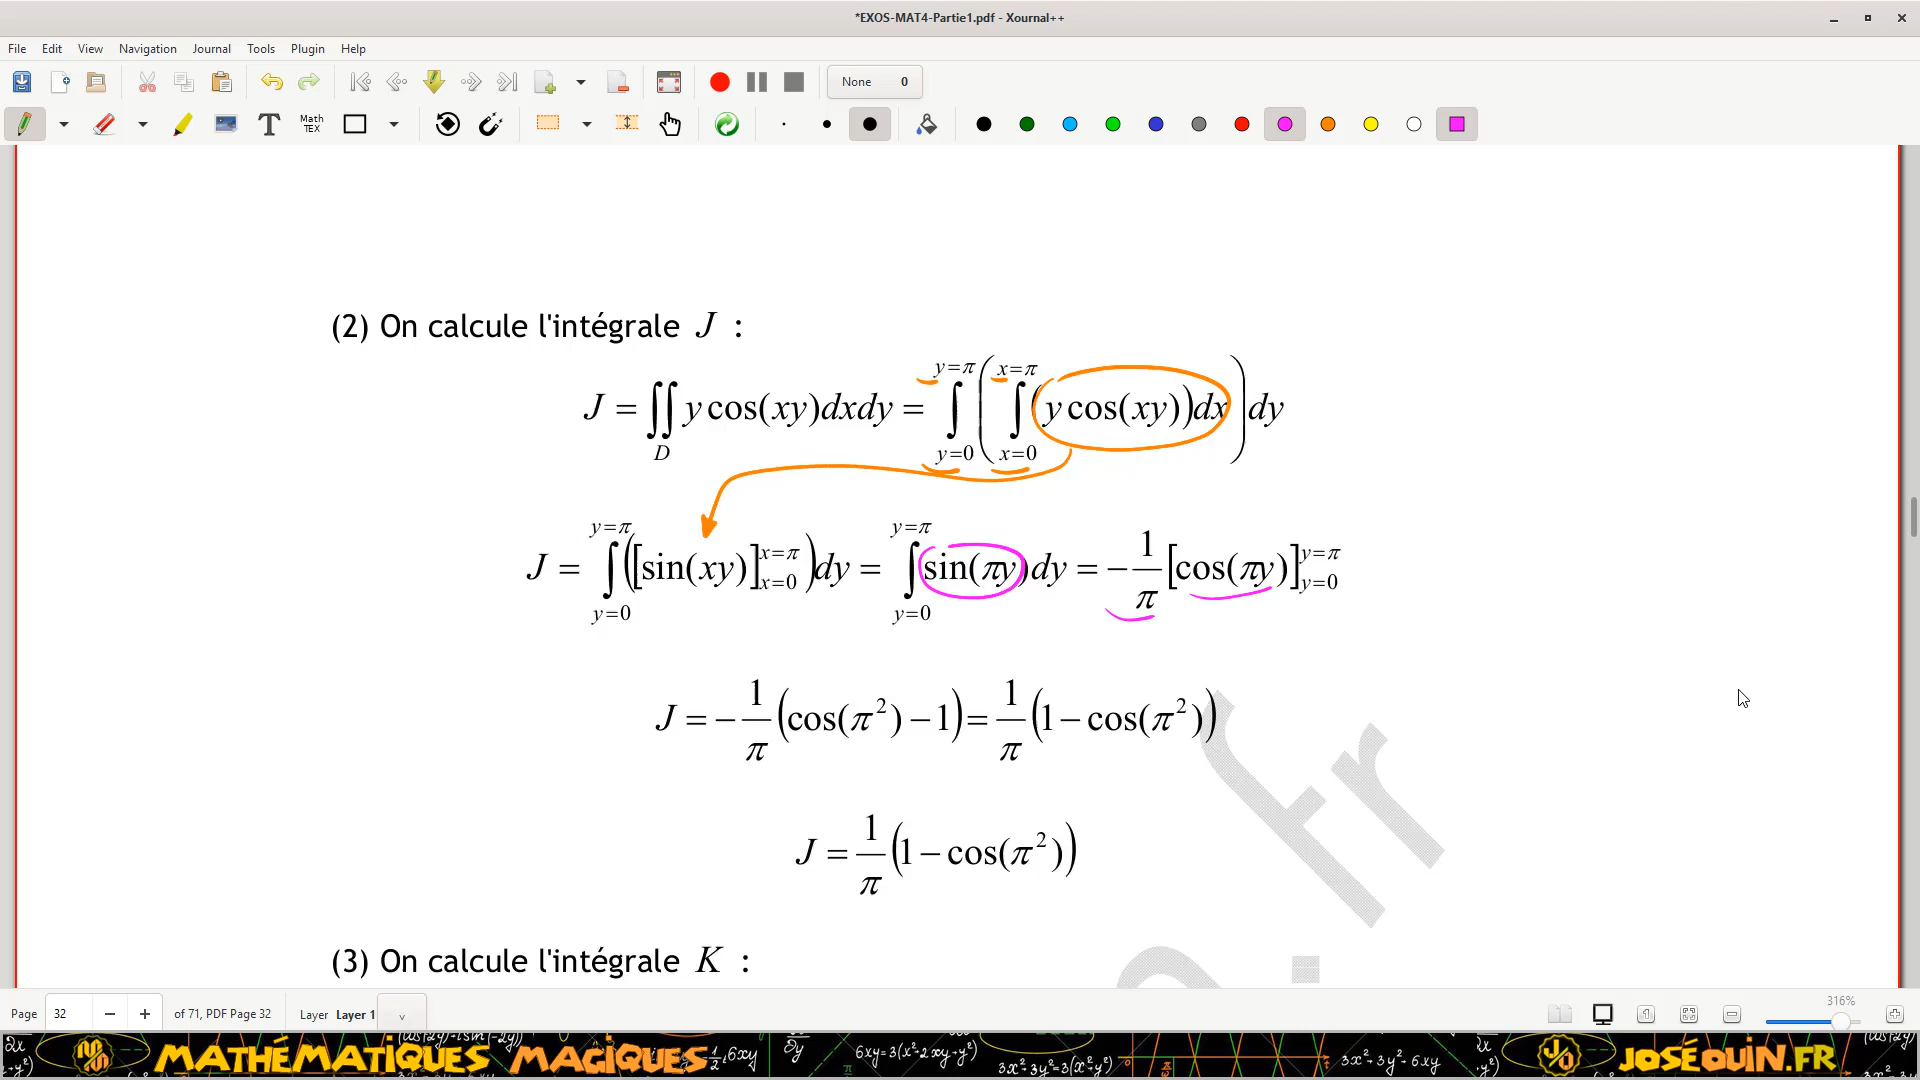 *EXOS-MAT4-Partie1.pdf - Xournal++
File Edit View Navigation Journal Tools Plugin Help
None 0
Math TEX
(2) On calcule l'intégrale J :
J = ∬_D y cos(xy)dxdy = ∫_{y=0}^{y=π} ( ∫_{x=0}^{x=π} (y cos(xy))dx ) dy
J = ∫_{y=0}^{y=π} ([sin(xy)]_{x=0}^{x=π}) dy = ∫_{y=0}^{y=π} sin(πy)dy = −1/π [cos(πy)]_{y=0}^{y=π}
J = −1/π (cos(π²) − 1) = 1/π (1 − cos(π²))
J = 1/π (1 − cos(π²))
(3) On calcule l'intégrale K :
.fr
316%
Page 32 of 71, PDF Page 32 Layer Layer 1
MATHÉMATIQUES MAGIQUES JOSÉOUIN.FR